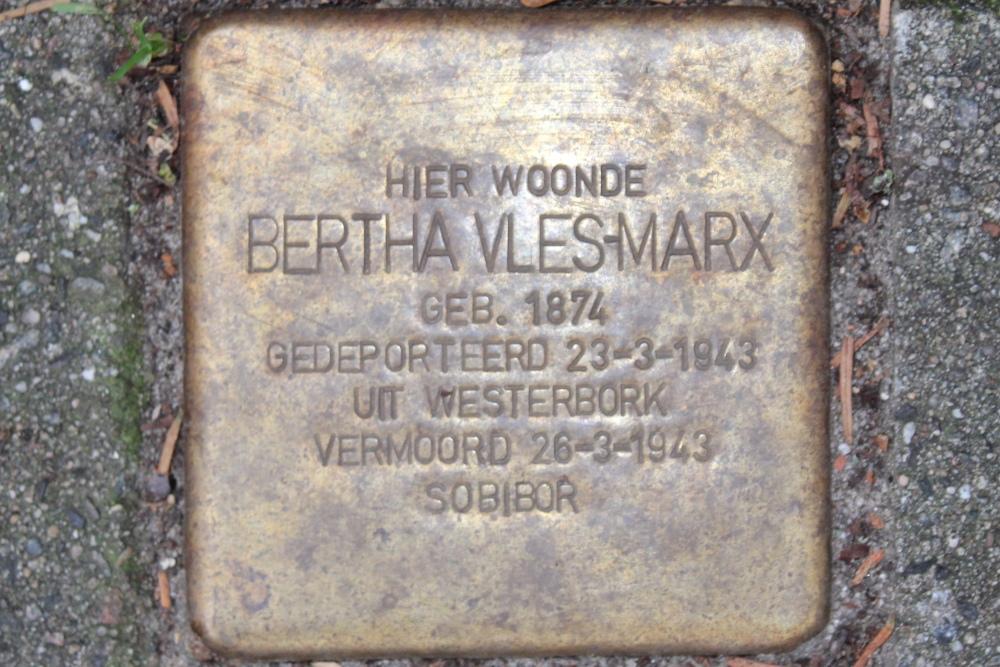 HIER WOONDE
BERTHA VLES-MARX
GEB. 1874
GEDEPORTEERD 23-3-1943
UIT WESTERBORK
VERMOORD 26-3-1943
SOBIBOR